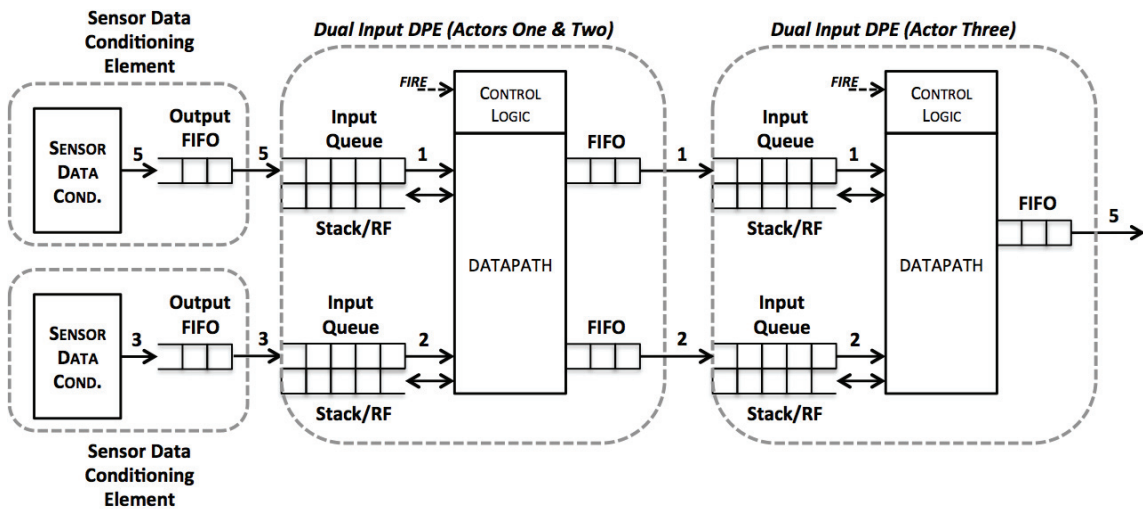 Sensor Data
Conditioning
Element
Dual Input DPE (Actors One & Two)
Dual Input DPE (Actor Three)
SENSOR
DATA
COND.
5
Output
FIFO
5
Input
Queue
1
Stack/RF
FIRE
CONTROL
LOGIC
DATAPATH
FIFO
1
Input
Queue
1
Stack/RF
FIRE
CONTROL
LOGIC
DATAPATH
FIFO
5
SENSOR
DATA
COND.
3
Output
FIFO
3
Input
Queue
2
Stack/RF
FIFO
2
Input
Queue
2
Stack/RF
Sensor Data
Conditioning
Element